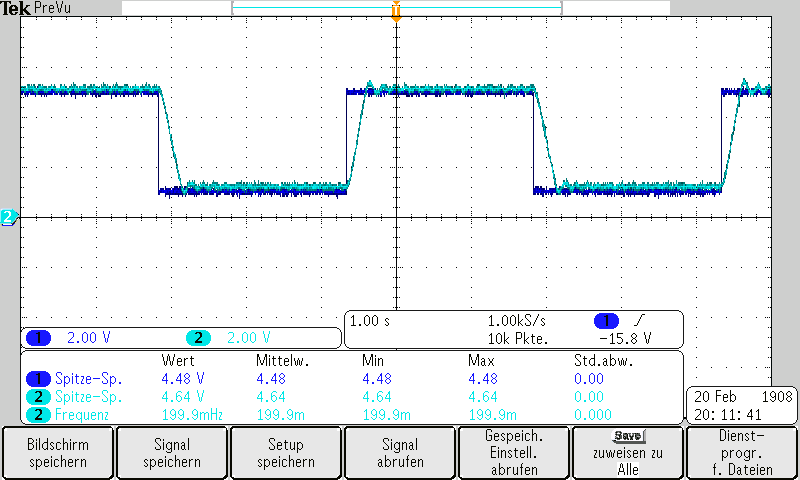 Tek PreVu
T
2
1 2.00 V 2 2.00 V
1.00 s 1.00kS/s 1
10k Pkte. −15.8 V
Wert Mittelw. Min Max Std.abw.
1 Spitze-Sp. 4.48 V 4.48 4.48 4.48 0.00
2 Spitze-Sp. 4.64 V 4.64 4.64 4.64 0.00
2 Frequenz 199.9mHz 199.9m 199.9m 199.9m 0.000
20 Feb 1908
20:11:41
Bildschirm
speichern
Signal
speichern
Setup
speichern
Signal
abrufen
Gespeich.
Einstell.
abrufen
Save
zuweisen zu
Alle
Dienst-
progr.
f. Dateien